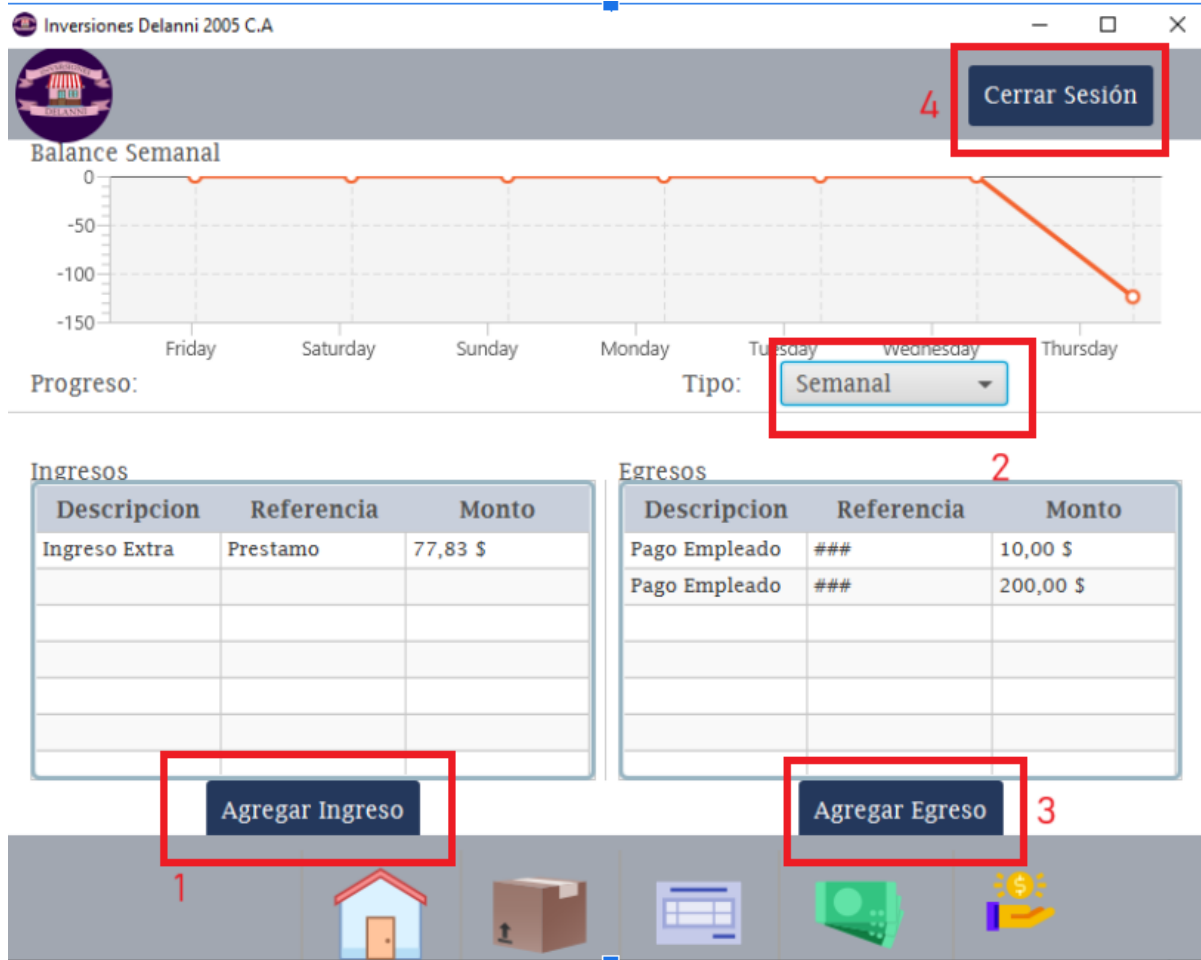 Inversiones Delanni 2005 C.A
INVERSIONES
DELANNI
4
Cerrar Sesión
Balance Semanal
0
-50
-100
-150
Friday Saturday Sunday Monday Tuesday Wednesday Thursday
Progreso: Tipo: Semanal
2
Ingresos Egresos
Descripcion Referencia Monto Descripcion Referencia Monto
Ingreso Extra Prestamo 77,83 $ Pago Empleado ### 10,00 $
Pago Empleado ### 200,00 $
Agregar Ingreso Agregar Egreso 3
1